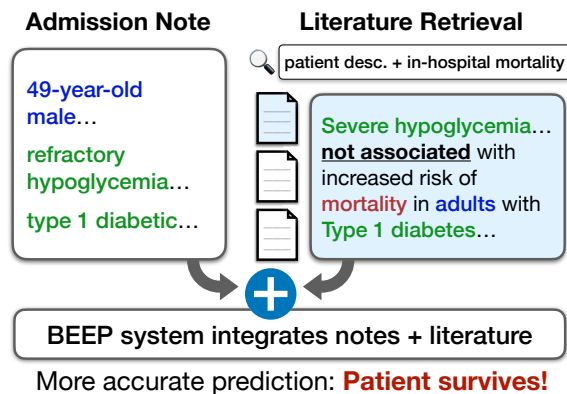 Admission Note
Literature Retrieval
patient desc. + in-hospital mortality
49-year-old
male…
refractory
hypoglycemia…
type 1 diabetic…
Severe hypoglycemia…
not associated with
increased risk of
mortality in adults with
Type 1 diabetes…
BEEP system integrates notes + literature
More accurate prediction: Patient survives!